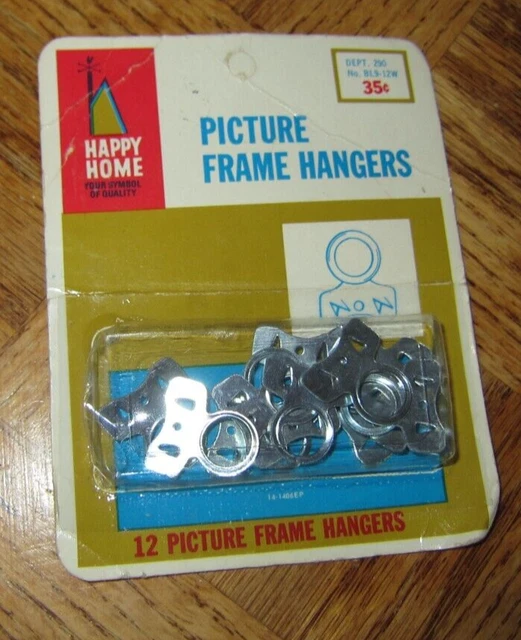 DEPT. 290
No. BL9-12W
35¢
HAPPY
HOME
YOUR SYMBOL
OF QUALITY
PICTURE
FRAME HANGERS
12 PICTURE FRAME HANGERS